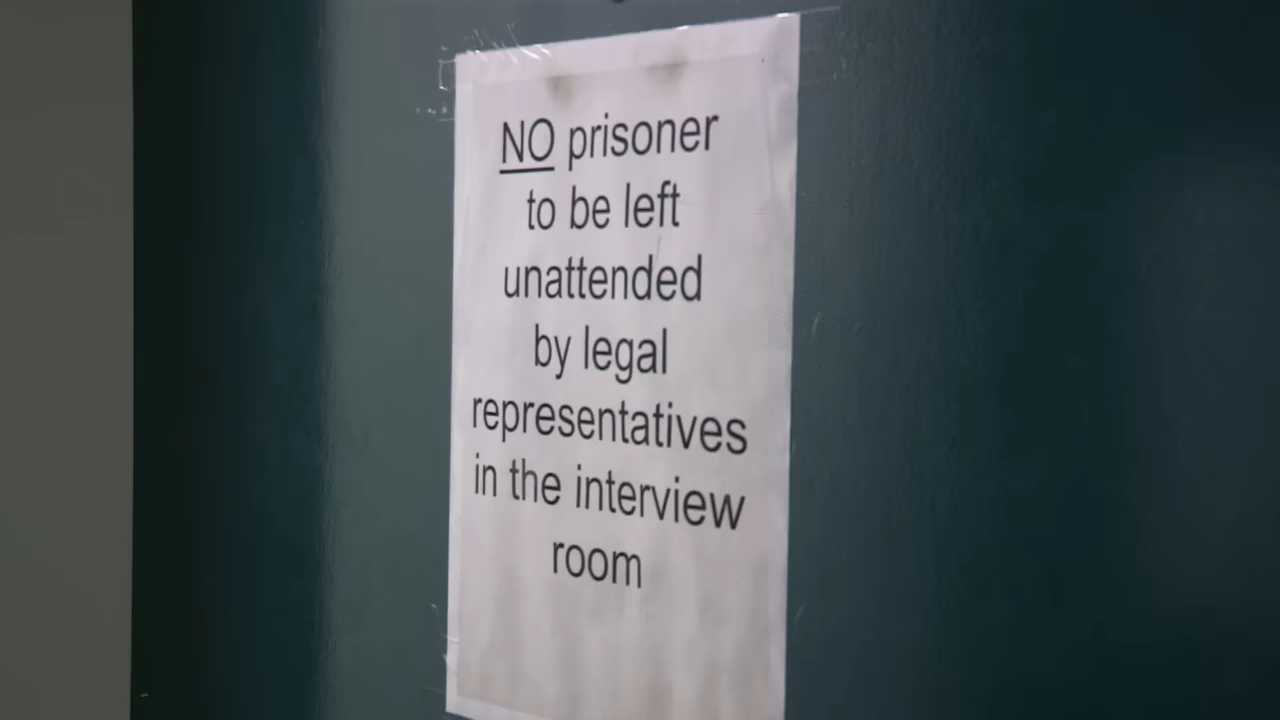 NO prisoner
to be left
unattended
by legal
representatives
in the interview
room